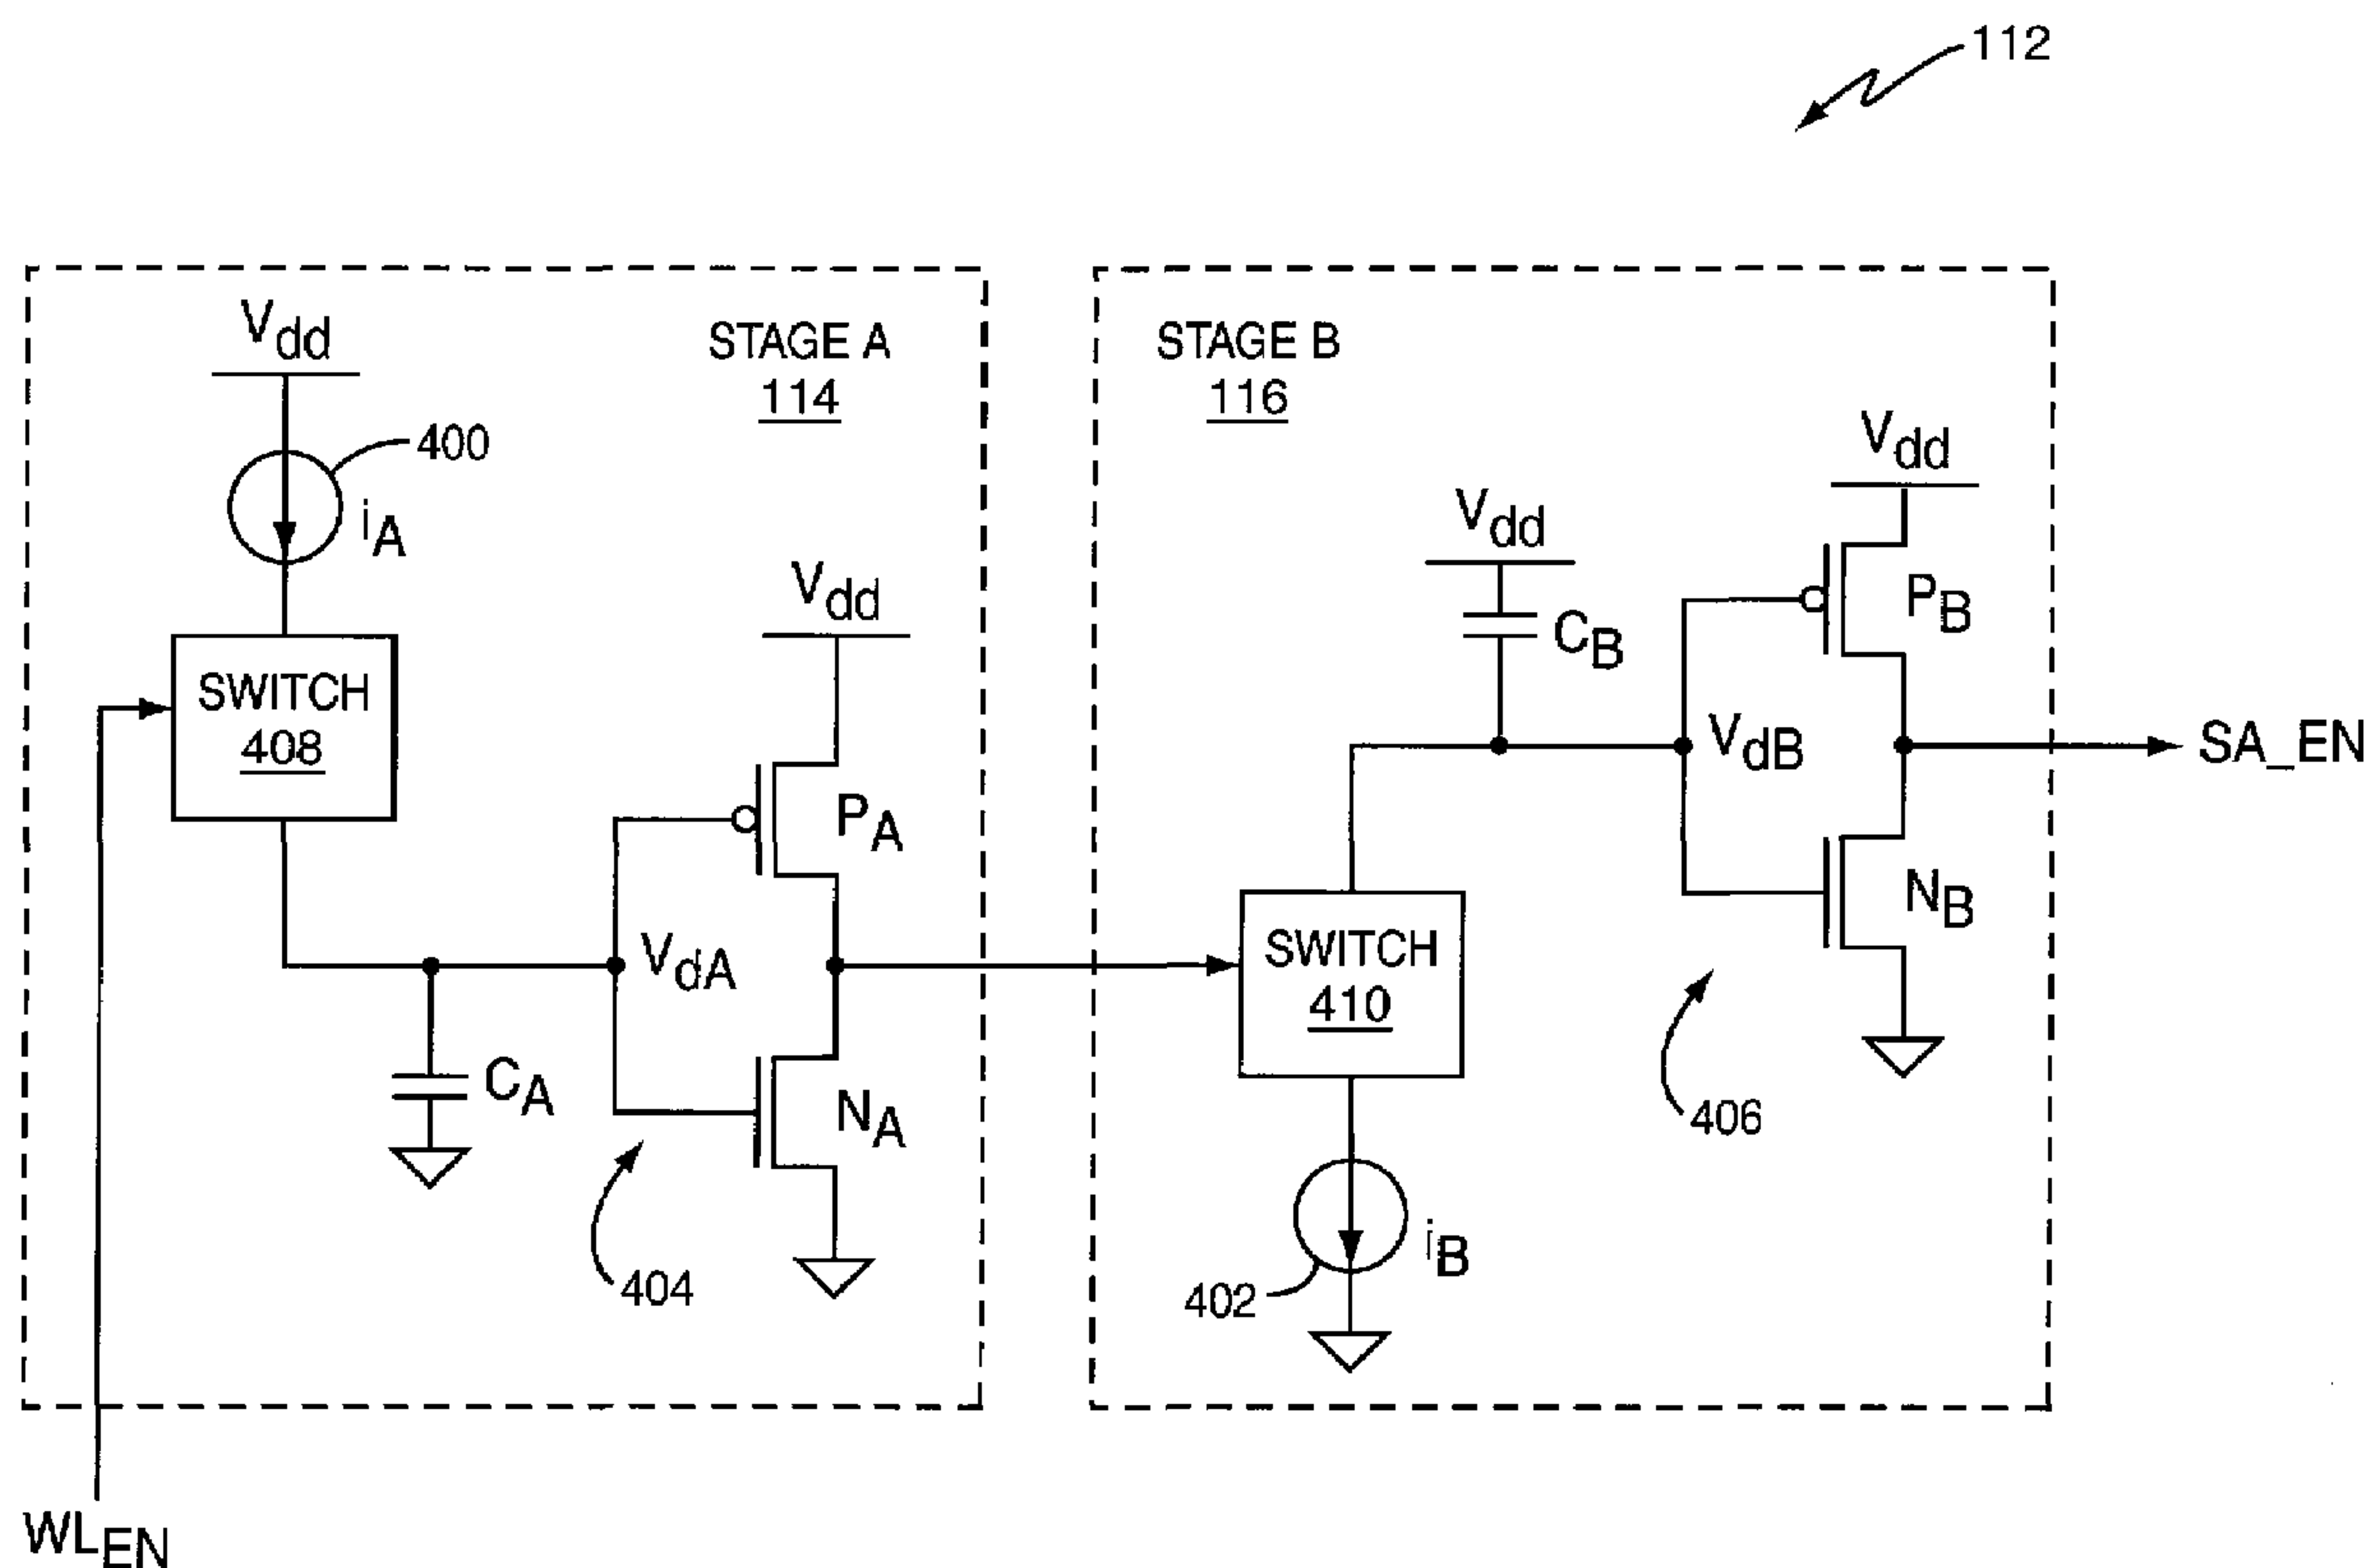 112
STAGE A
114
Vdd
400
iA
SWITCH
408
Vdd
PA
VdA
CA
NA
404
WLEN
STAGE B
116
Vdd
CB
Vdd
PB
VdB
SA_EN
NB
SWITCH
410
406
iB
402